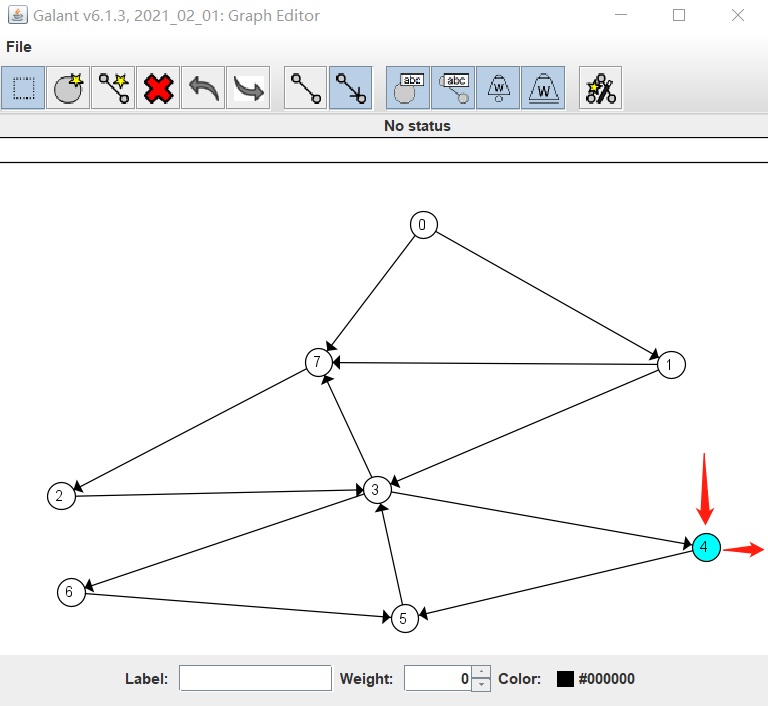 Galant v6.1.3, 2021_02_01: Graph Editor
File
abc abc W W
No status
0
7 1
2 3
4
6 5
Label: Weight: 0 Color: #000000